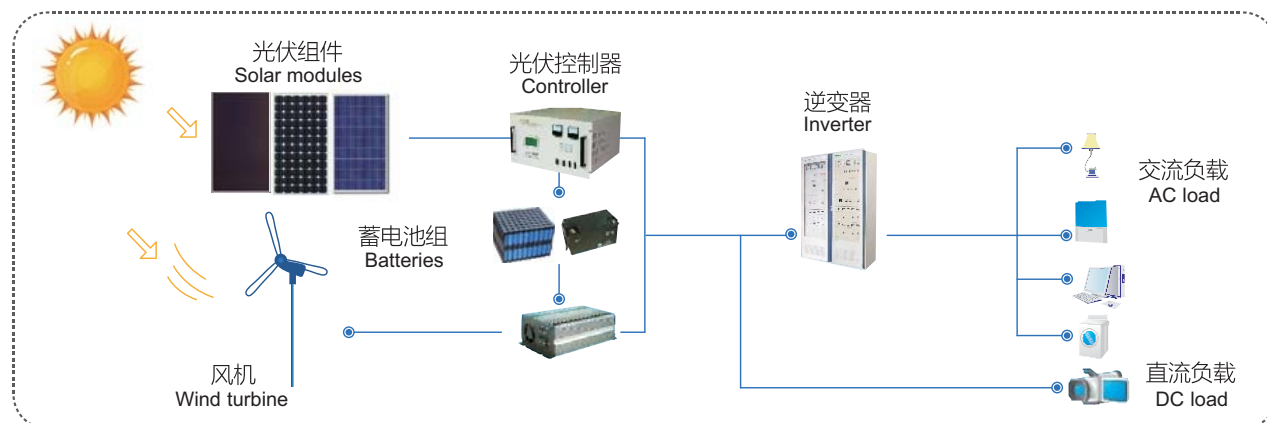 光伏组件
Solar modules
光伏控制器
Controller
逆变器
Inverter
交流负载
AC load
蓄电池组
Batteries
风机
Wind turbine
直流负载
DC load